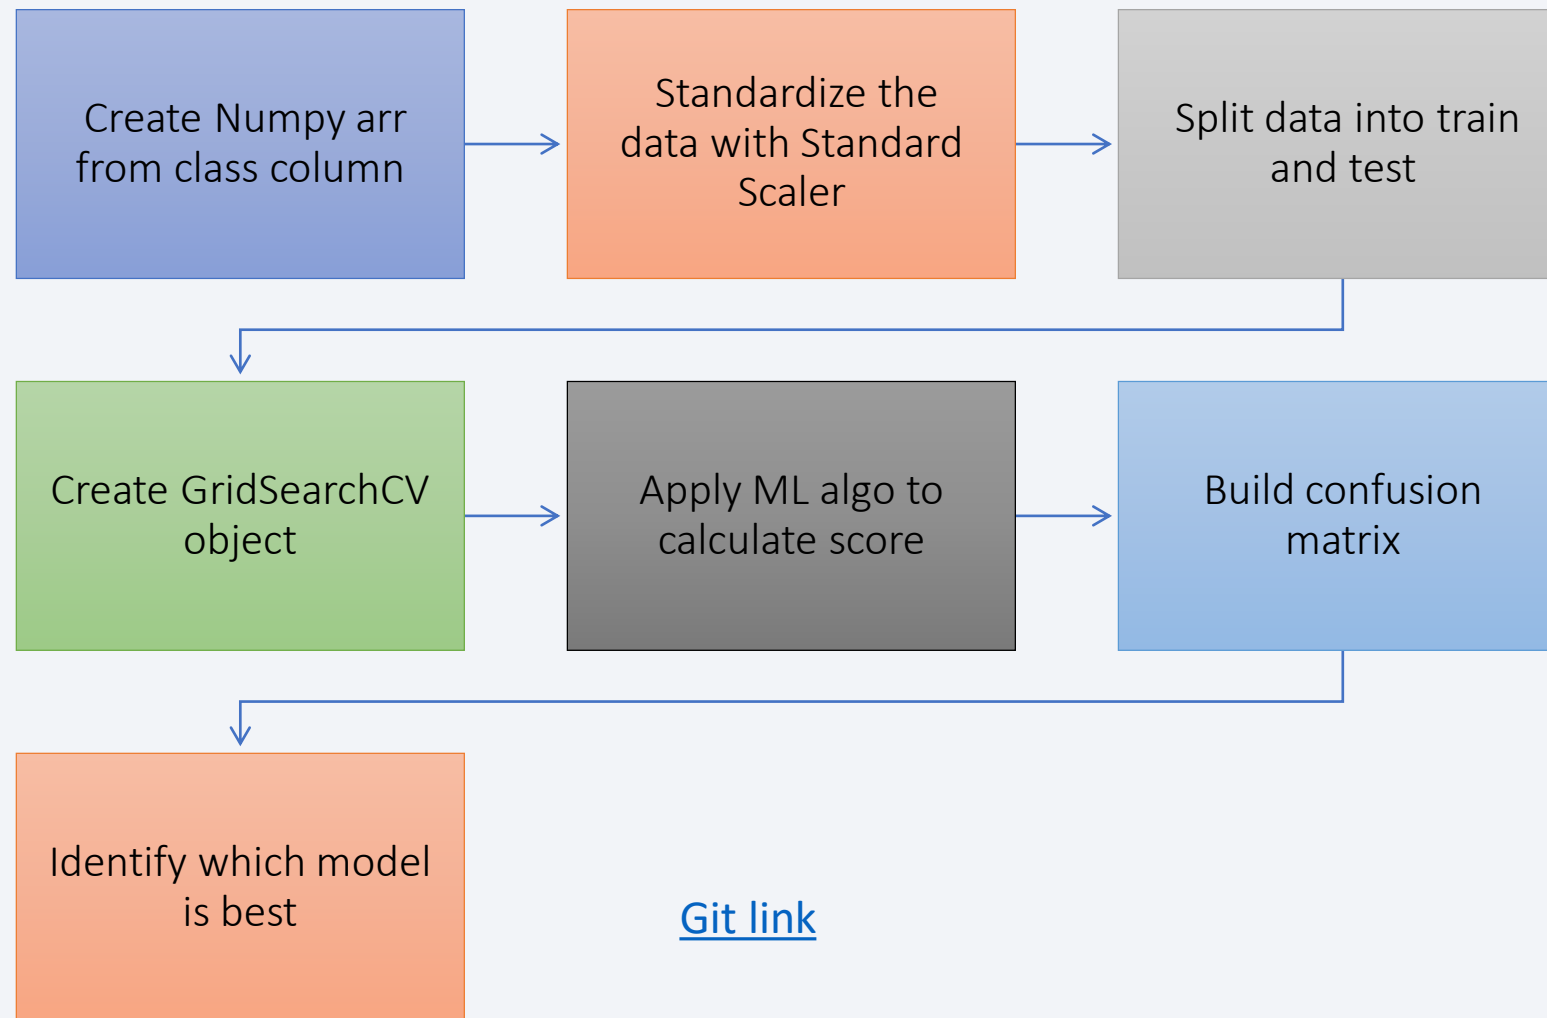 Create Numpy arr
from class column
Standardize the
data with Standard
Scaler
Split data into train
and test
Create GridSearchCV
object
Apply ML algo to
calculate score
Build confusion
matrix
Identify which model
is best
Git link